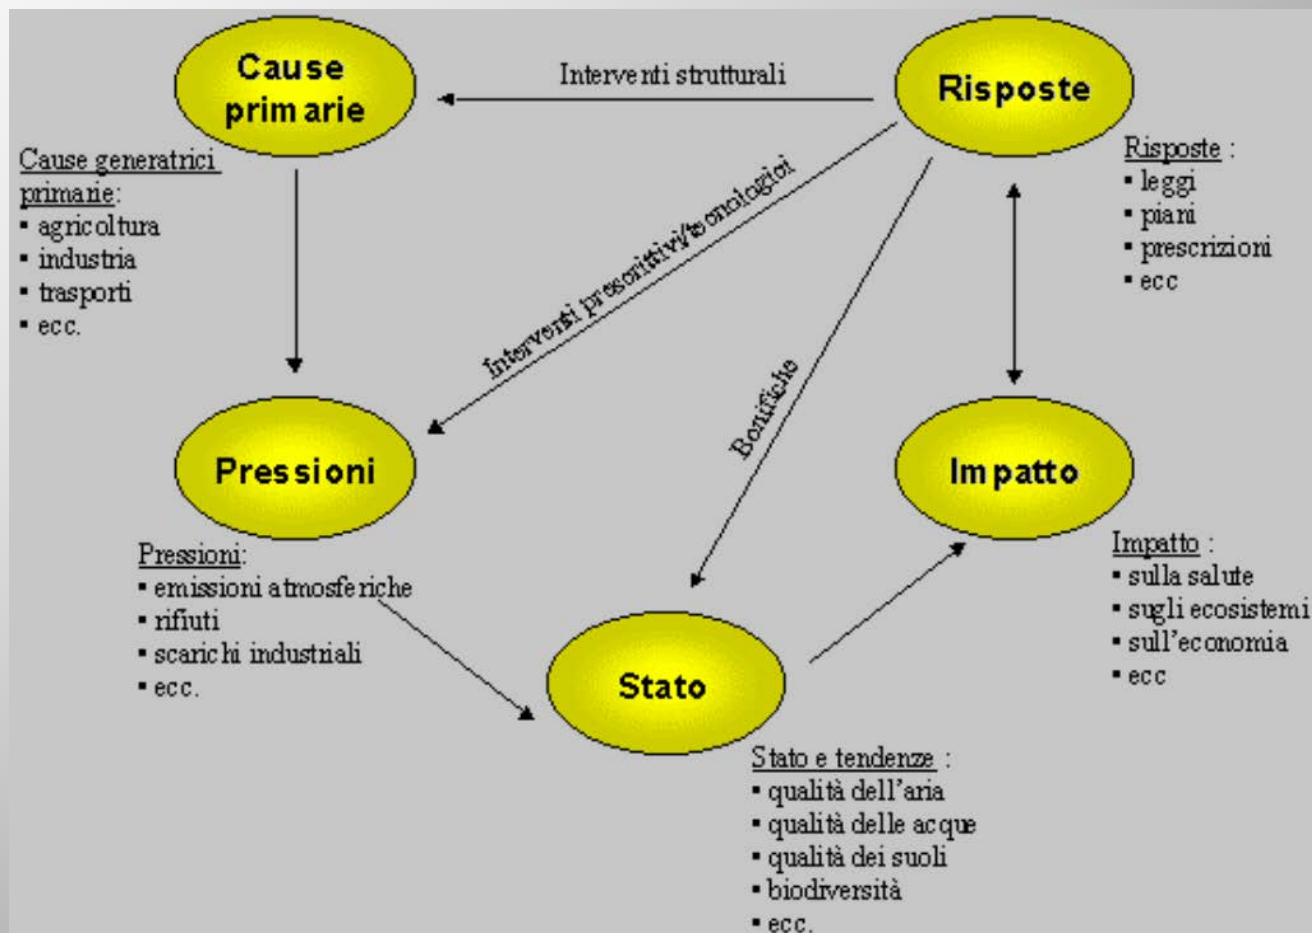 Cause
primarie
Interventi strutturali
Risposte
Cause generatrici
primarie:
▪ agricoltura
▪ industria
▪ trasporti
▪ ecc.
Risposte :
▪ leggi
▪ piani
▪ prescrizioni
▪ ecc
Interventi prescrittivi/tecnologici
Bonifiche
Pressioni
Impatto
Pressioni:
▪ emissioni atmosferiche
▪ rifiuti
▪ scarichi industriali
▪ ecc.
Impatto :
▪ sulla salute
▪ sugli ecosistemi
▪ sull'economia
▪ ecc
Stato
Stato e tendenze :
▪ qualità dell'aria
▪ qualità delle acque
▪ qualità dei suoli
▪ biodiversità
▪ ecc.